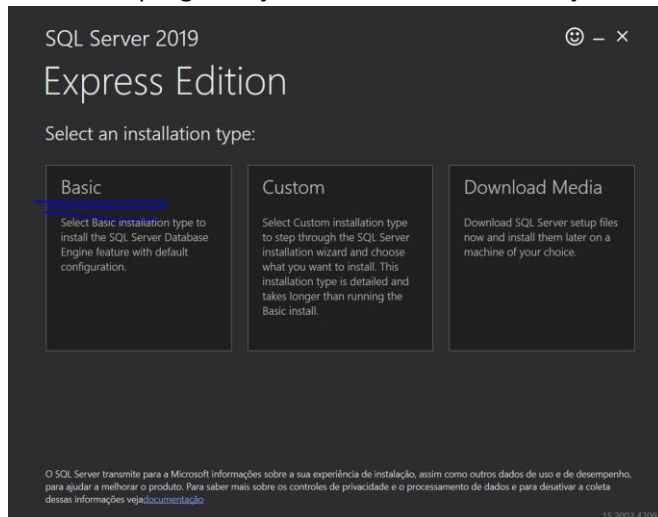 SQL Server 2019
Express Edition
Select an installation type:
Basic
Select Basic installation type to
install the SQL Server Database
Engine feature with default
configuration.
Custom
Select Custom installation type
to step through the SQL Server
installation wizard and choose
what you want to install. This
installation type is detailed and
takes longer than running the
Basic install.
Download Media
Download SQL Server setup files
now and install them later on a
machine of your choice.
O SQL Server transmite para a Microsoft informações sobre a sua experiência de instalação, assim como outros dados de uso e de desempenho,
para ajudar a melhorar o produto. Para saber mais sobre os controles de privacidade e o processamento de dados e para desativar a coleta
dessas informações vejadocumentação
15.2003.4709